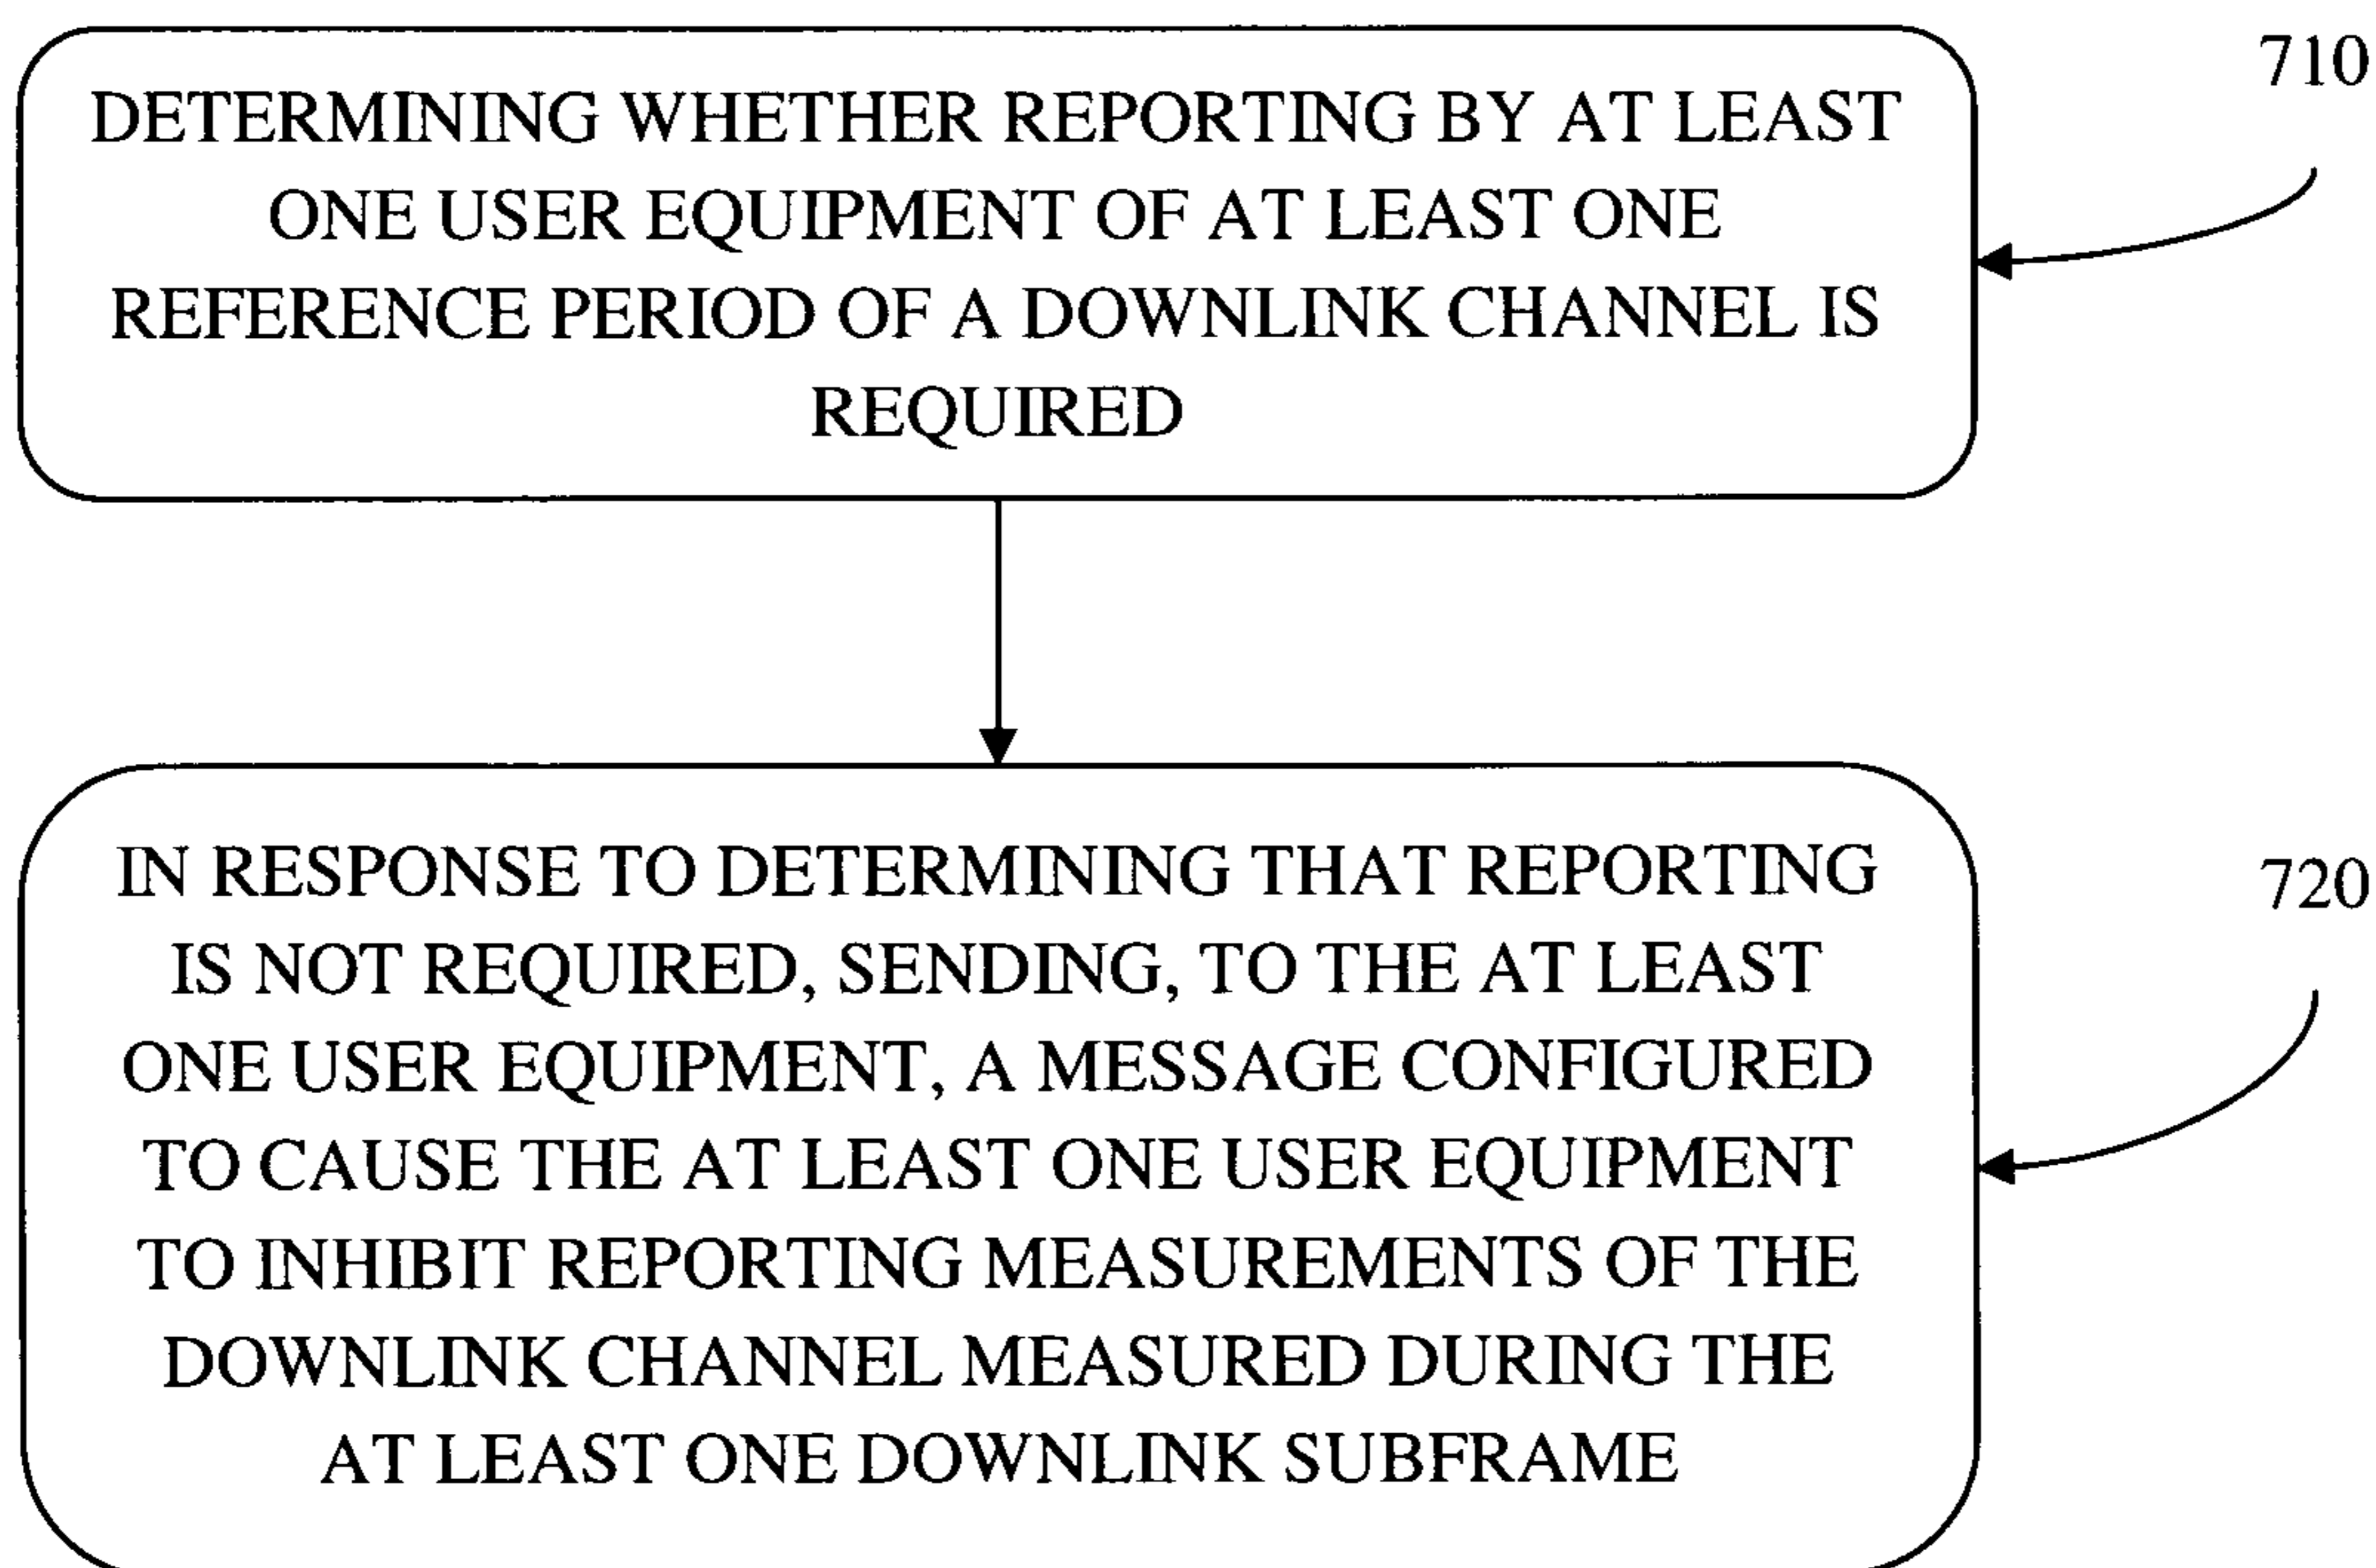 710
DETERMINING WHETHER REPORTING BY AT LEAST
ONE USER EQUIPMENT OF AT LEAST ONE
REFERENCE PERIOD OF A DOWNLINK CHANNEL IS
REQUIRED
IN RESPONSE TO DETERMINING THAT REPORTING
720
IS NOT REQUIRED, SENDING, TO THE AT LEAST
ONE USER EQUIPMENT, A MESSAGE CONFIGURED
TO CAUSE THE AT LEAST ONE USER EQUIPMENT
TO INHIBIT REPORTING MEASUREMENTS OF THE
DOWNLINK CHANNEL MEASURED DURING THE
AT LEAST ONE DOWNLINK SUBFRAME